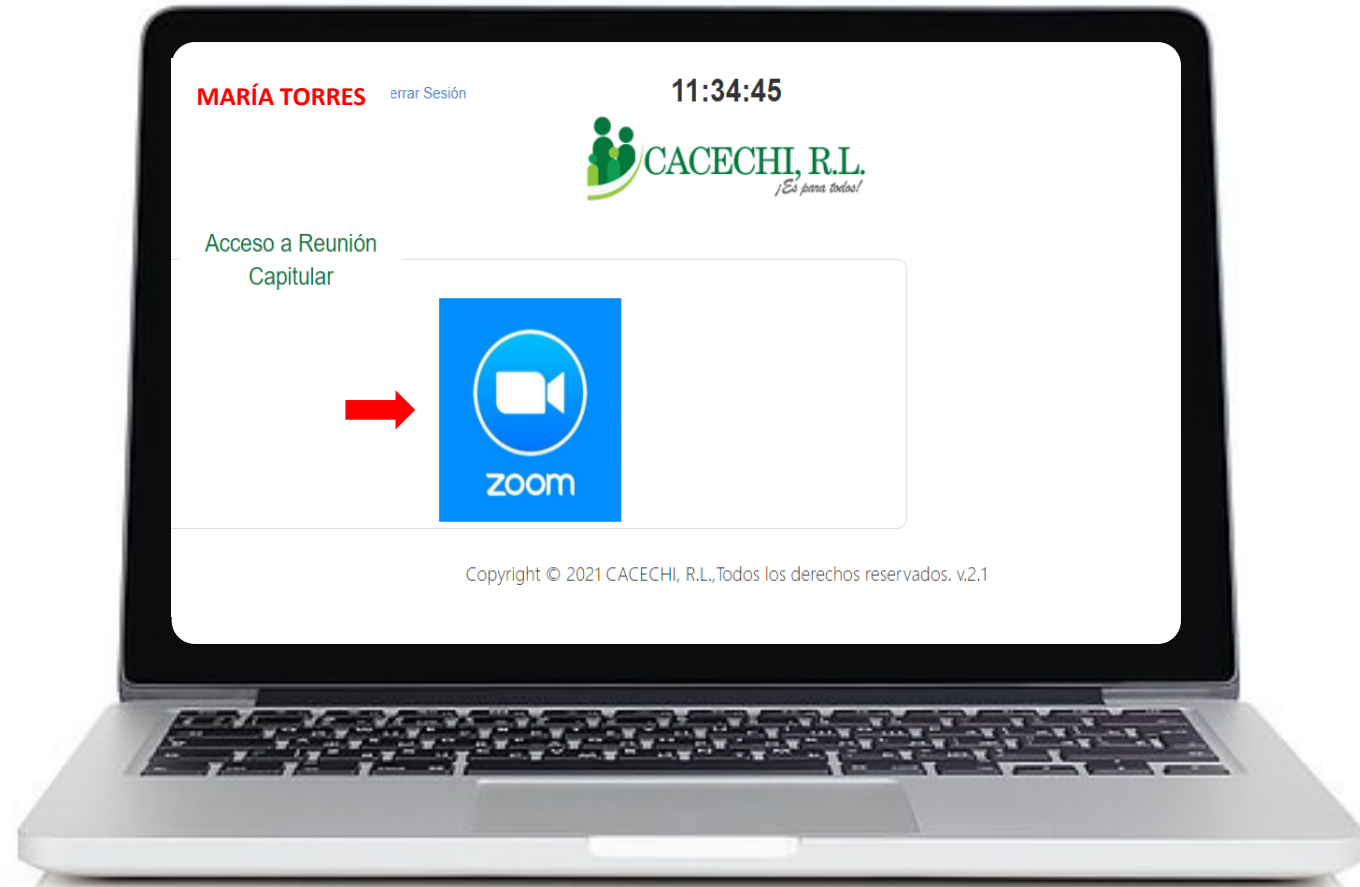 MARÍA TORRES errar Sesión 11:34:45
CACECHI, R.L.
¡Es para todos!
Acceso a Reunión
Capitular
zoom
Copyright © 2021 CACECHI, R.L.,Todos los derechos reservados. v.2.1